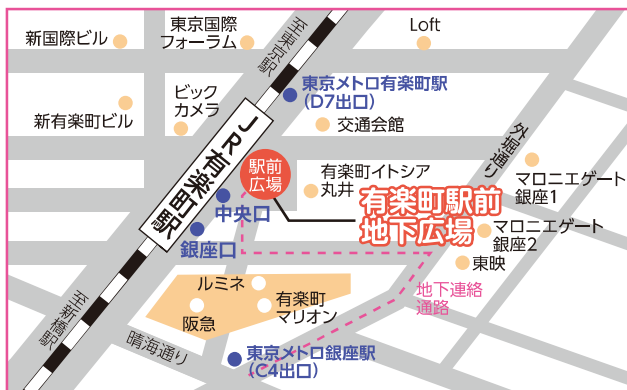 新国際ビル
東京国際
フォーラム
至東京駅
Loft
新有楽町ビル
ビック
カメラ
東京メトロ有楽町駅
(D7出口)
交通会館
外堀通り
JR有楽町駅
駅前
広場
有楽町イトシア
丸井
マロニエゲート
銀座1
中央口
銀座口
有楽町駅前
地下広場
マロニエゲート
銀座2
東映
ルミネ
阪急
有楽町
マリオン
地下連絡
通路
至新橋駅
晴海通り
東京メトロ銀座駅
(C4出口)